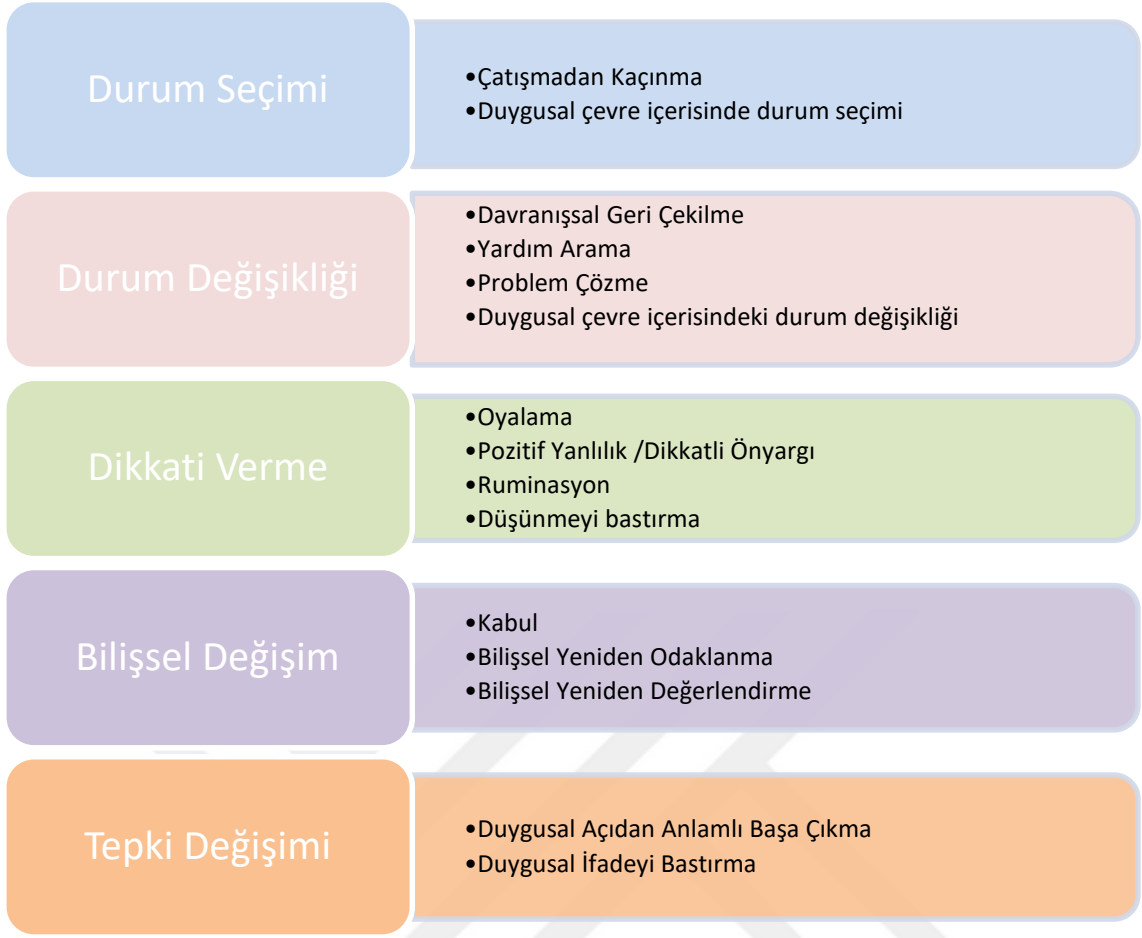 Durum Seçimi
•Çatışmadan Kaçınma
•Duygusal çevre içerisinde durum seçimi
Durum Değişikliği
•Davranışsal Geri Çekilme
•Yardım Arama
•Problem Çözme
•Duygusal çevre içerisindeki durum değişikliği
Dikkati Verme
•Oyalama
•Pozitif Yanlılık /Dikkatli Önyargı
•Ruminasyon
•Düşünmeyi bastırma
Bilişsel Değişim
•Kabul
•Bilişsel Yeniden Odaklanma
•Bilişsel Yeniden Değerlendirme
Tepki Değişimi
•Duygusal Açıdan Anlamlı Başa Çıkma
•Duygusal İfadeyi Bastırma